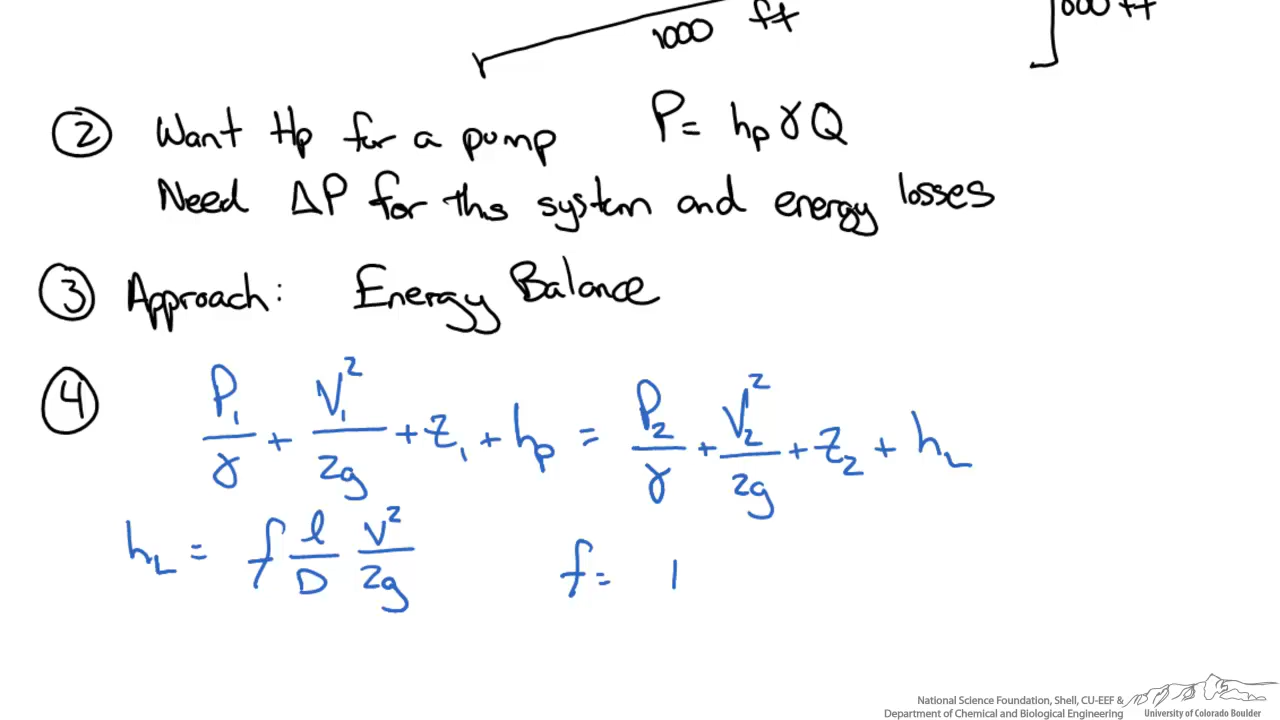 1000 ft
② Want Hp for a pump P = hp γ Q
Need ΔP for this system and energy losses
③ Approach: Energy Balance
④ P₁/γ + V₁²/2g + z₁ + hp = P₂/γ + V₂²/2g + z₂ + hL
hL = f l/D V²/2g f = 1
National Science Foundation, Shell, CU-EEF &
Department of Chemical and Biological Engineering
University of Colorado Boulder